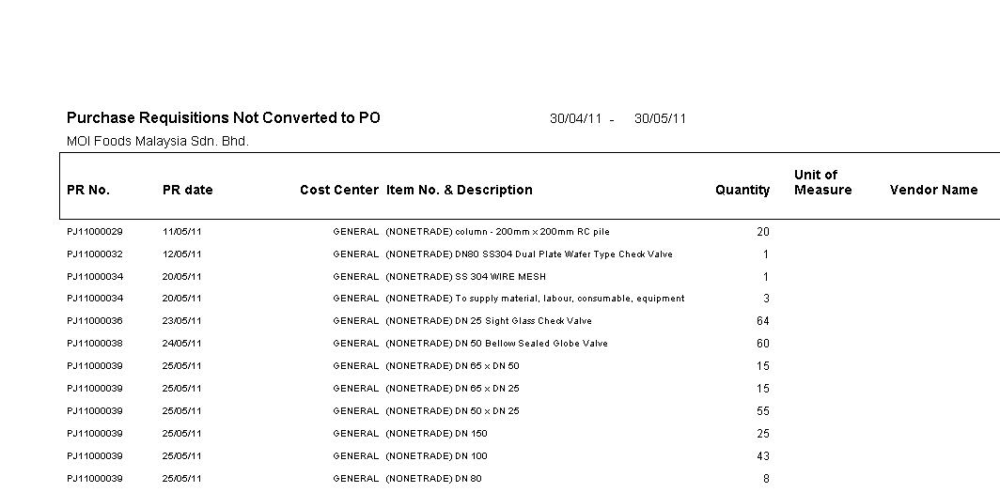 Purchase Requisitions Not Converted to PO 30/04/11 - 30/05/11
MOI Foods Malaysia Sdn. Bhd.
PR No. PR date Cost Center Item No. & Description Quantity Unit of Measure Vendor Name
PJ11000029 11/05/11 GENERAL (NONETRADE) column - 200mm x 200mm RC pile 20
PJ11000032 12/05/11 GENERAL (NONETRADE) DN80 SS304 Dual Plate Wafer Type Check Valve 1
PJ11000034 20/05/11 GENERAL (NONETRADE) SS 304 WIRE MESH 1
PJ11000034 20/05/11 GENERAL (NONETRADE) To supply material, labour, consumable, equipment 3
PJ11000036 23/05/11 GENERAL (NONETRADE) DN 25 Sight Glass Check Valve 64
PJ11000038 24/05/11 GENERAL (NONETRADE) DN 50 Bellow Sealed Globe Valve 60
PJ11000039 25/05/11 GENERAL (NONETRADE) DN 65 x DN 50 15
PJ11000039 25/05/11 GENERAL (NONETRADE) DN 65 x DN 25 15
PJ11000039 25/05/11 GENERAL (NONETRADE) DN 50 x DN 25 55
PJ11000039 25/05/11 GENERAL (NONETRADE) DN 150 25
PJ11000039 25/05/11 GENERAL (NONETRADE) DN 100 43
PJ11000039 25/05/11 GENERAL (NONETRADE) DN 80 8